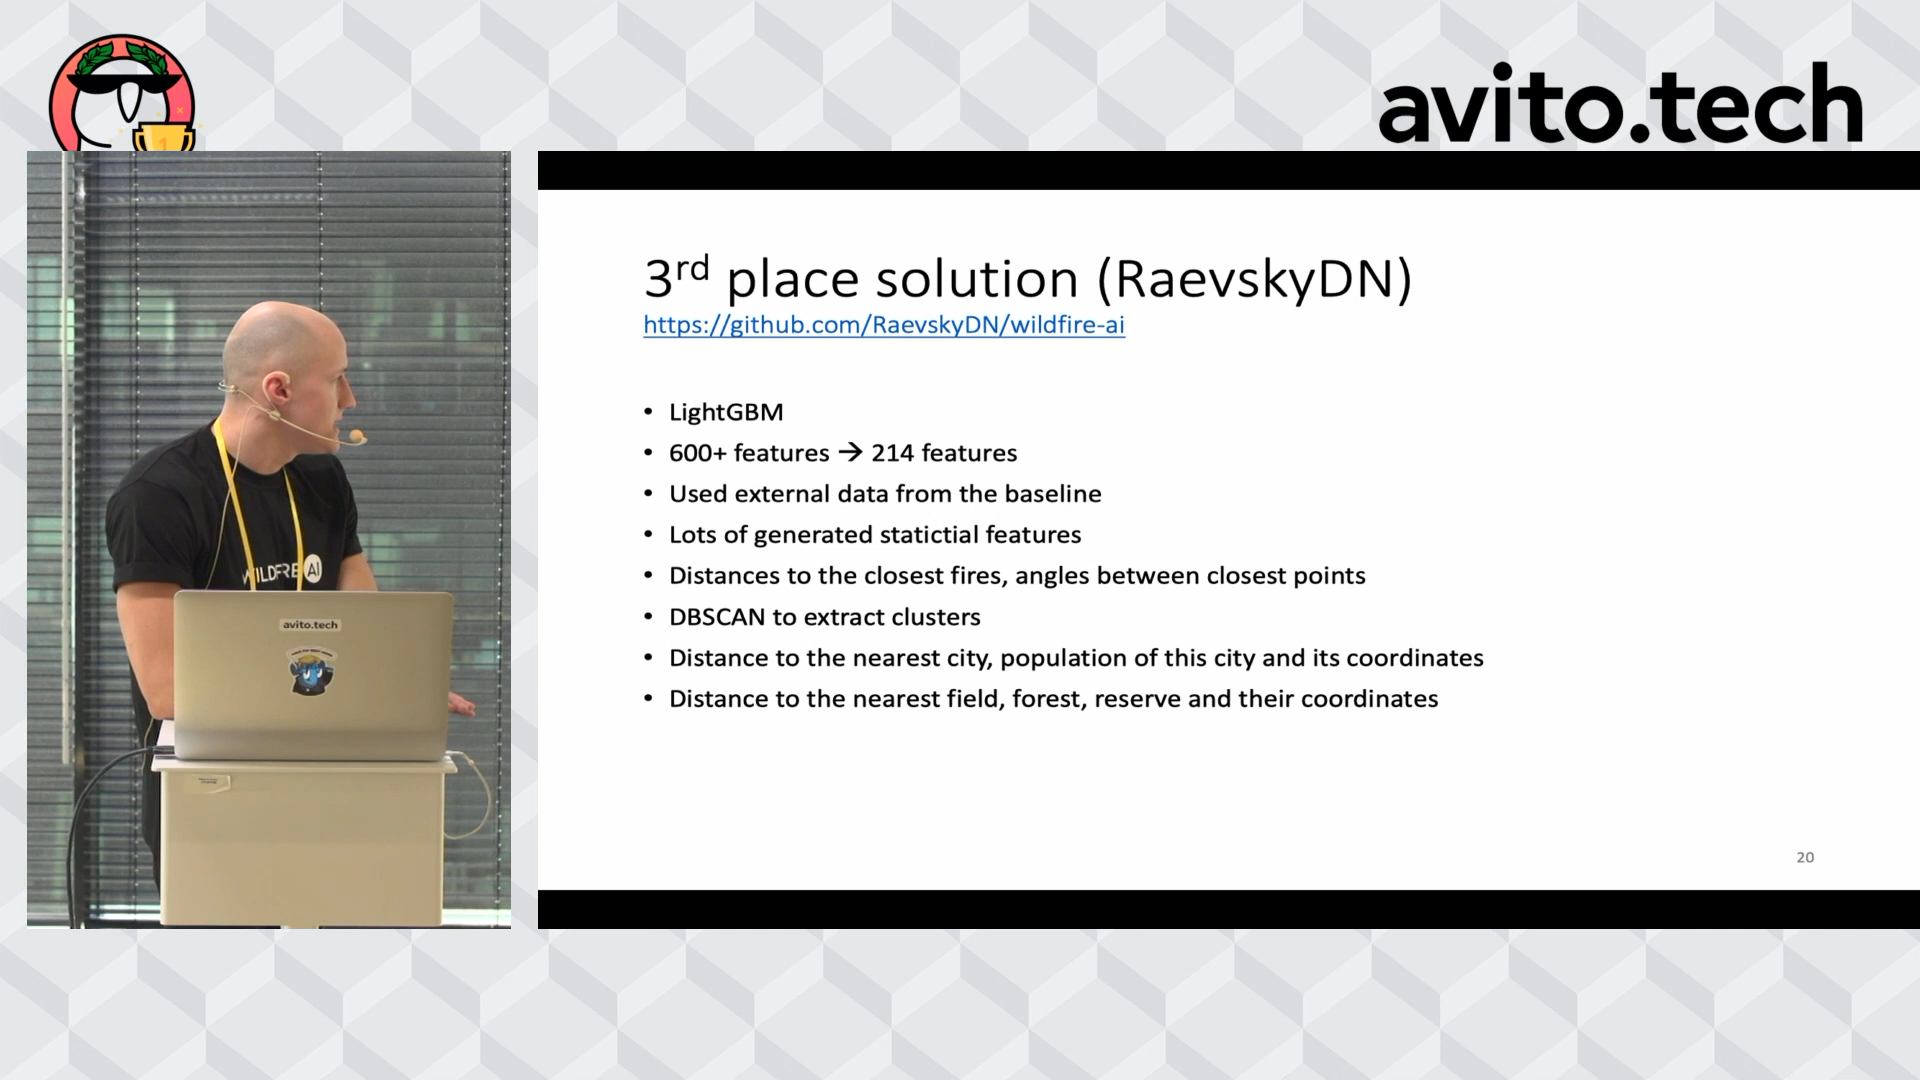 avito.tech
1
WILDFIRE AI
avito.tech
3rd place solution (RaevskyDN)
https://github.com/RaevskyDN/wildfire-ai
• LightGBM
• 600+ features → 214 features
• Used external data from the baseline
• Lots of generated statictial features
• Distances to the closest fires, angles between closest points
• DBSCAN to extract clusters
• Distance to the nearest city, population of this city and its coordinates
• Distance to the nearest field, forest, reserve and their coordinates
20